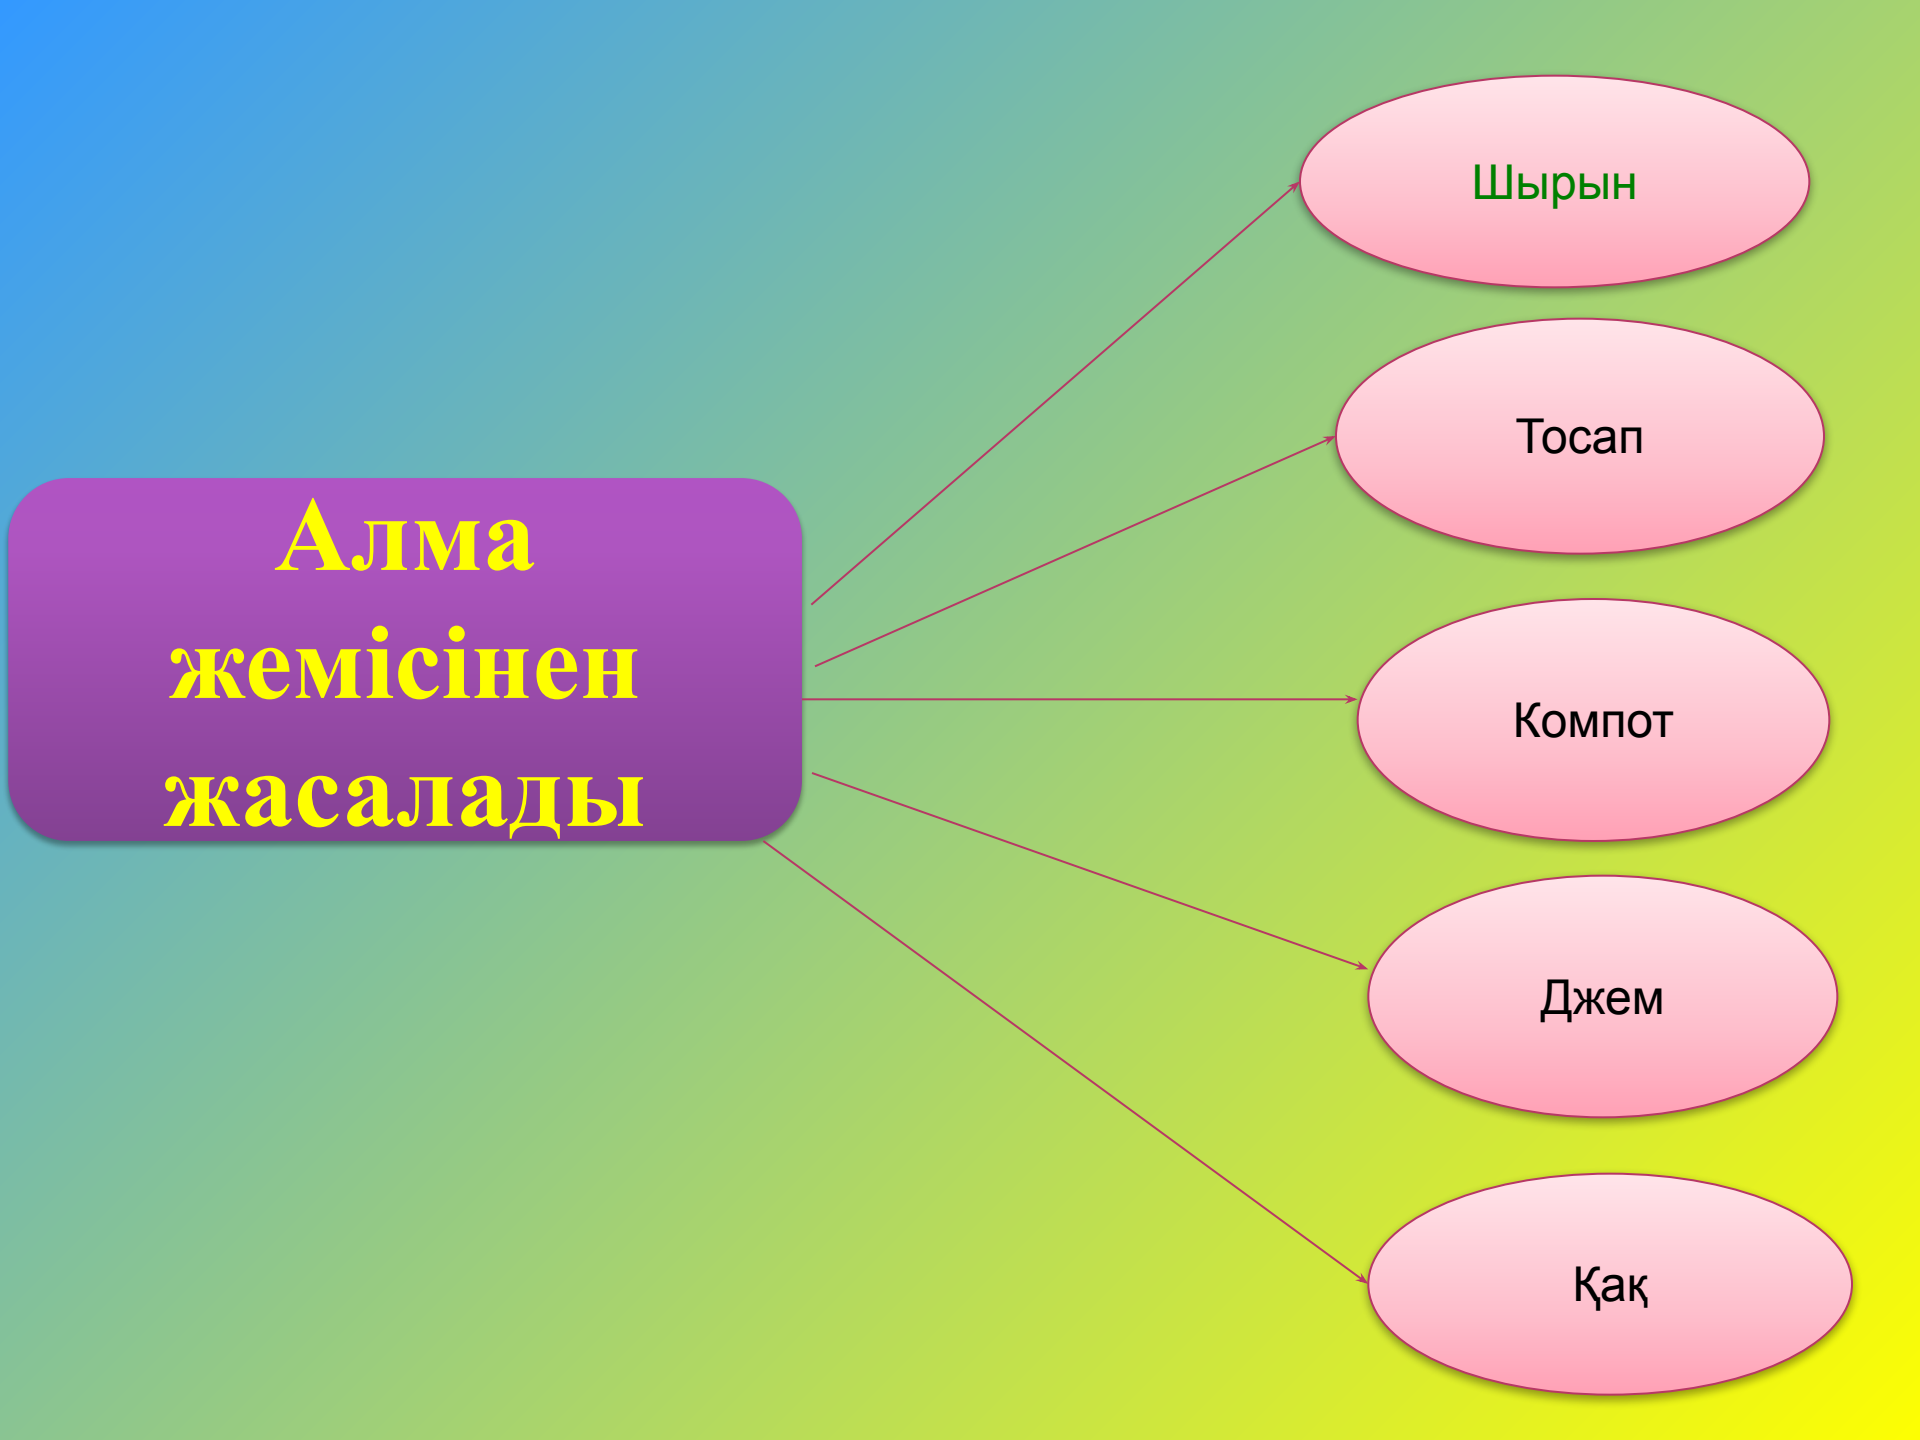 Алма
жемісінен
жасалады
Шырын
Тосап
Компот
Джем
Қақ